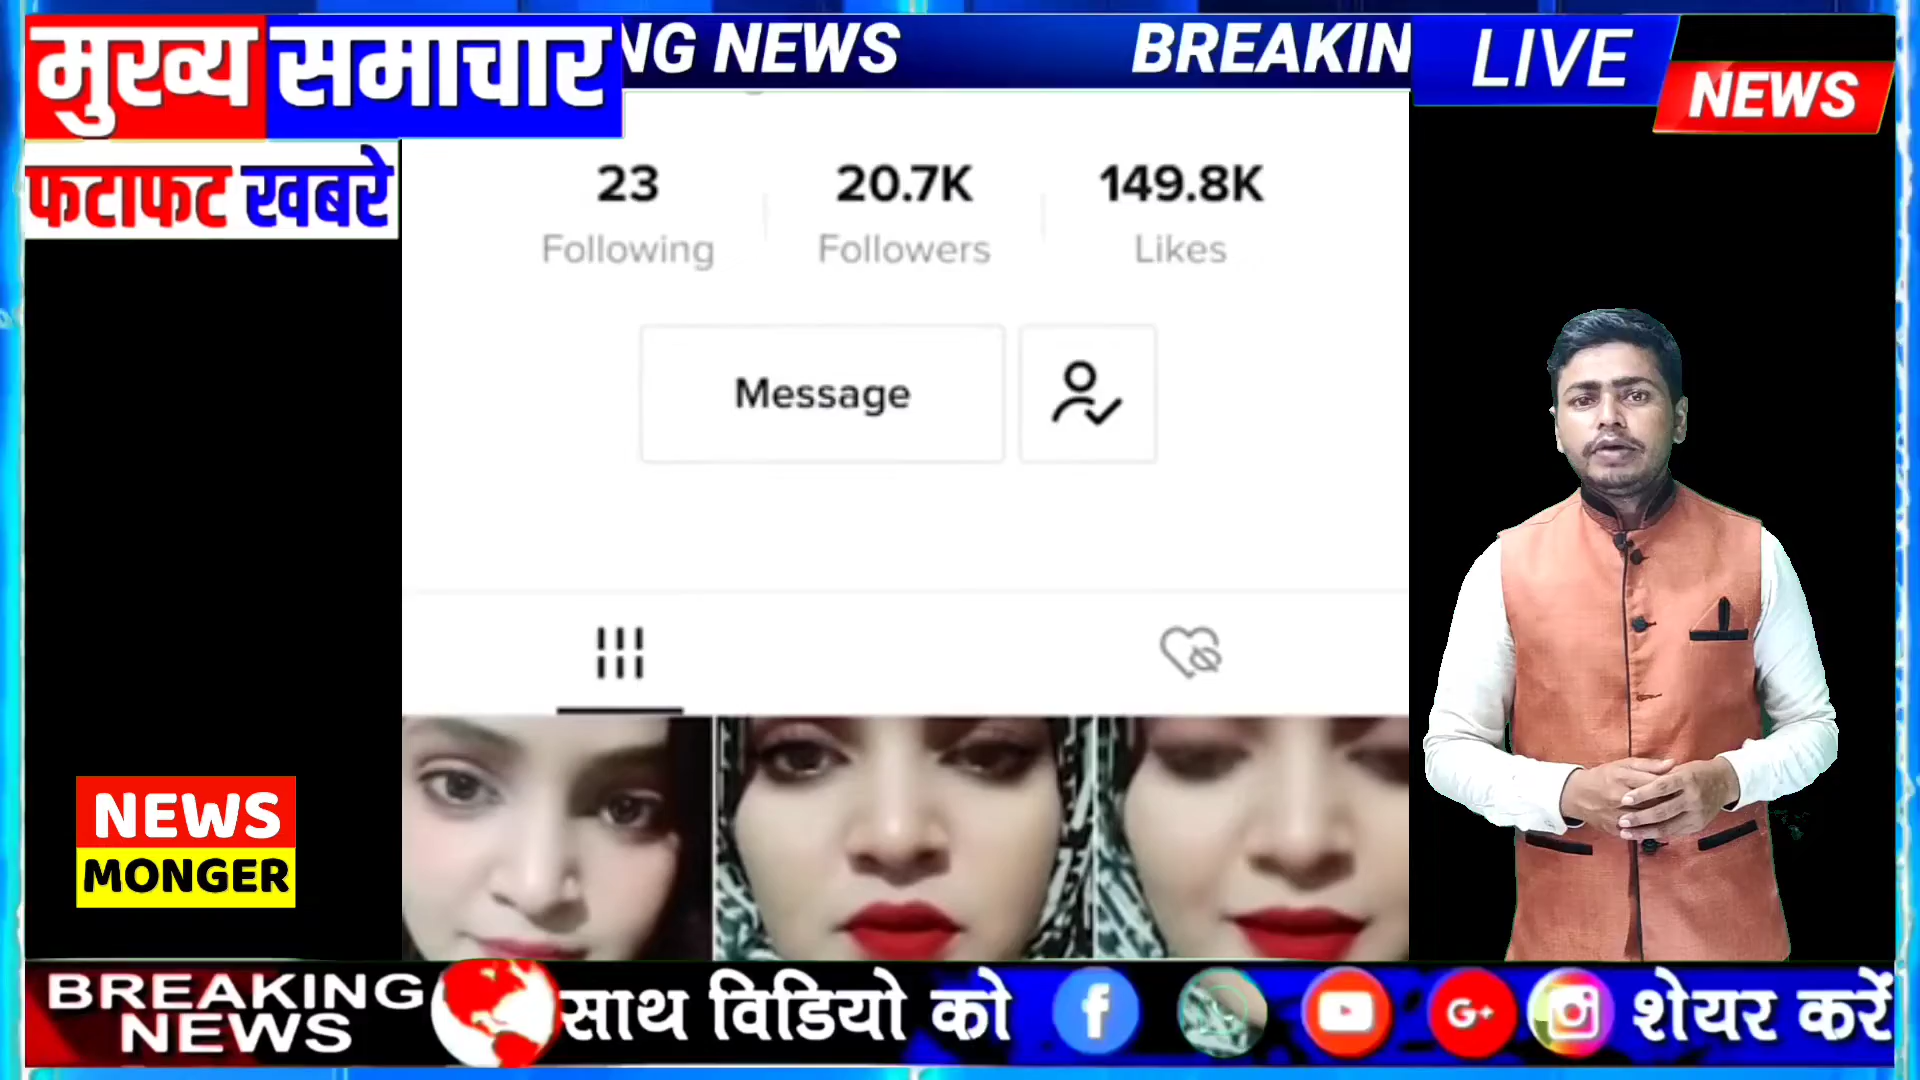 मुख्य समाचार
NG NEWS BREAKIN
LIVE
NEWS
फटाफट खबरे
23 20.7K 149.8K
Following Followers Likes
Message
NEWS
MONGER
BREAKING
NEWS
साथ विडियो को
G+
शेयर करें